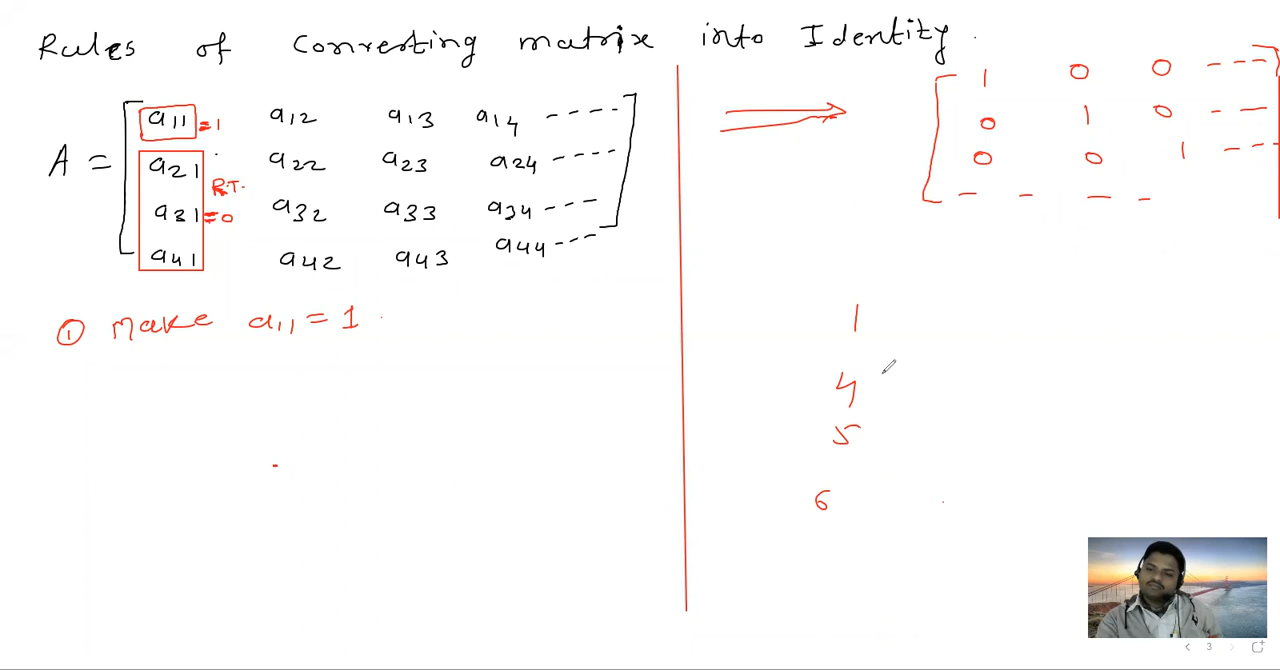 Rules of Converting matrix into Identity.
A = [ a11 = 1 a12 a13 a14 ----
a21 a22 a23 a24 ----
R.T.
a31 = 0 a32 a33 a34 ---
a41 a42 a43 a44 --- ]
[ 1 0 0 --- ]
0 1 0 --
0 0 1 ---
- - - -
① Make a11 = 1
1
4
5
6
3